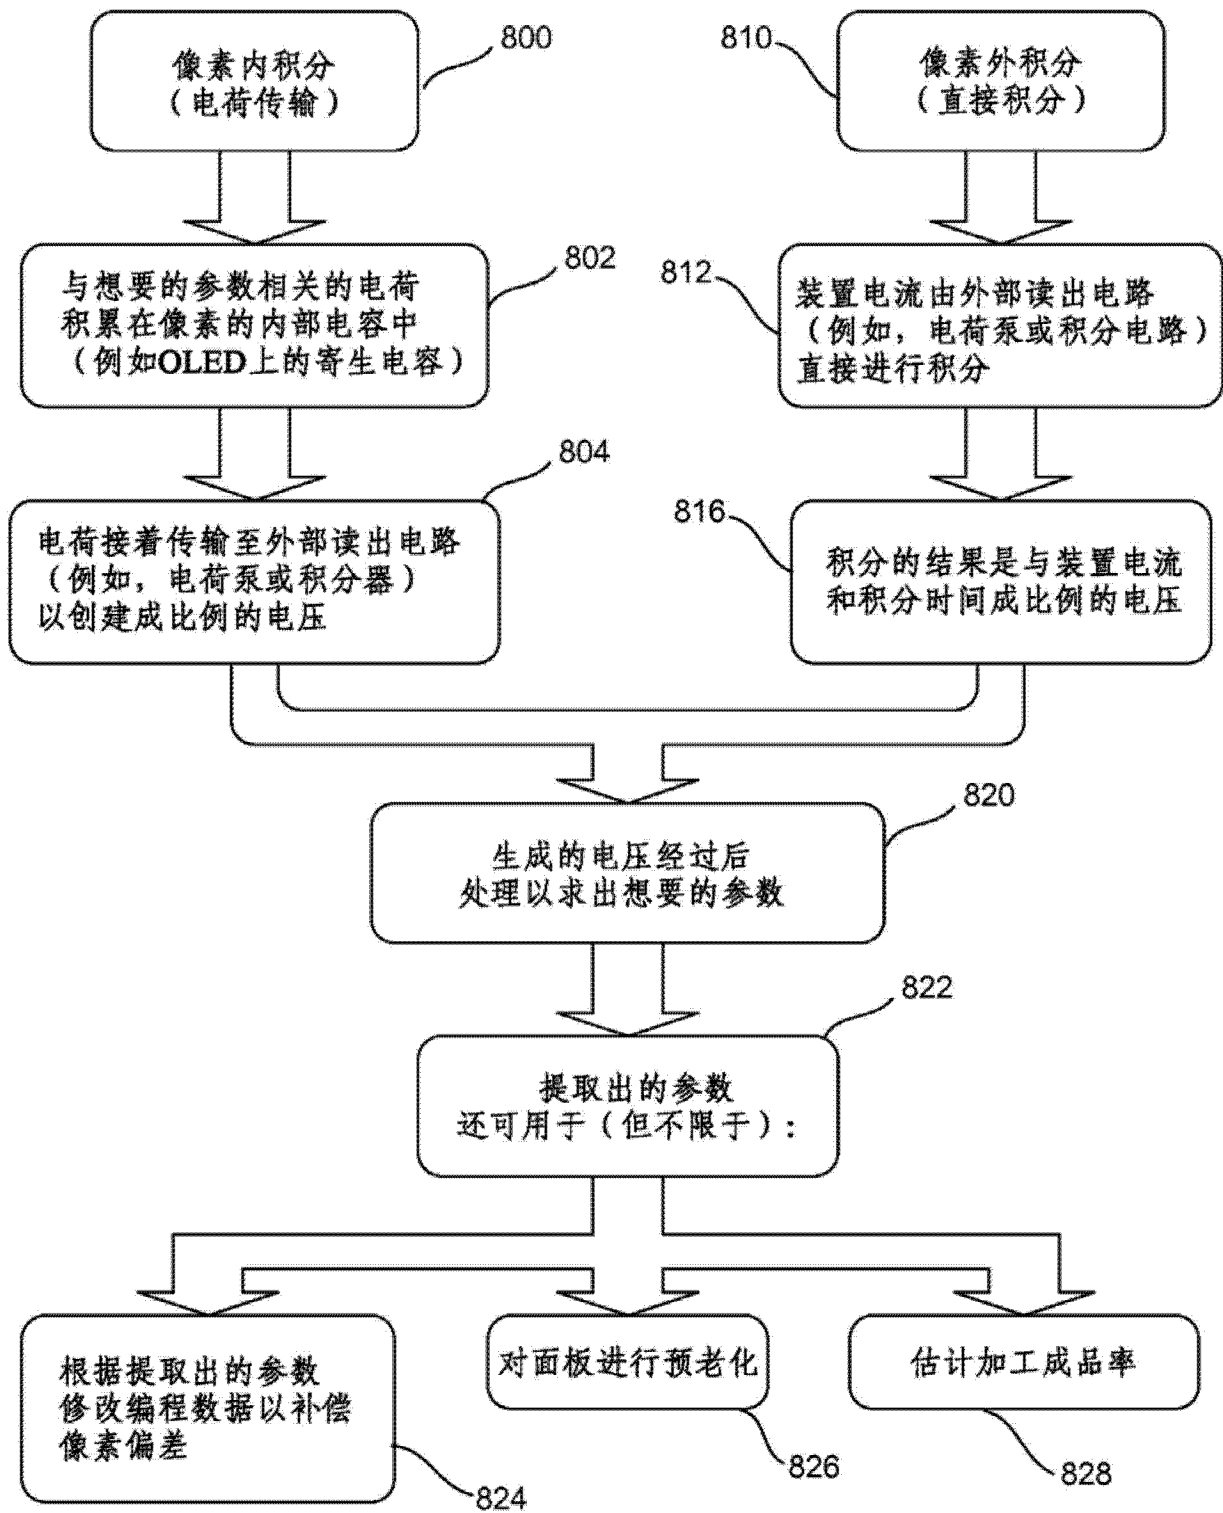 像素内积分
（电荷传输）
800
像素外积分
（直接积分）
810
与想要的参数相关的电荷
积累在像素的内部电容中
（例如OLED上的寄生电容）
802
装置电流由外部读出电路
（例如，电荷泵或积分电路）
直接进行积分
812
电荷接着传输至外部读出电路
（例如，电荷泵或积分器）
以创建成比例的电压
804
积分的结果是与装置电流
和积分时间成比例的电压
816
生成的电压经过后
处理以求出想要的参数
820
提取出的参数
还可用于（但不限于）：
822
根据提取出的参数
修改编程数据以补偿
像素偏差
824
对面板进行预老化
826
估计加工成品率
828